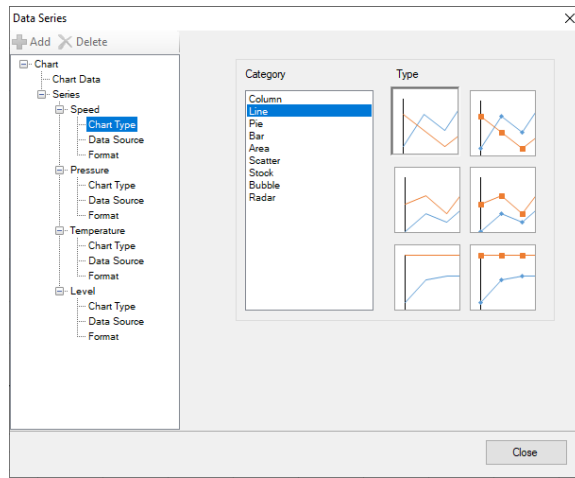 Data Series
Add Delete
Chart
Chart Data
Series
Speed
Chart Type
Data Source
Format
Pressure
Chart Type
Data Source
Format
Temperature
Chart Type
Data Source
Format
Level
Chart Type
Data Source
Format
Category
Column
Line
Pie
Bar
Area
Scatter
Stock
Bubble
Radar
Type
Close